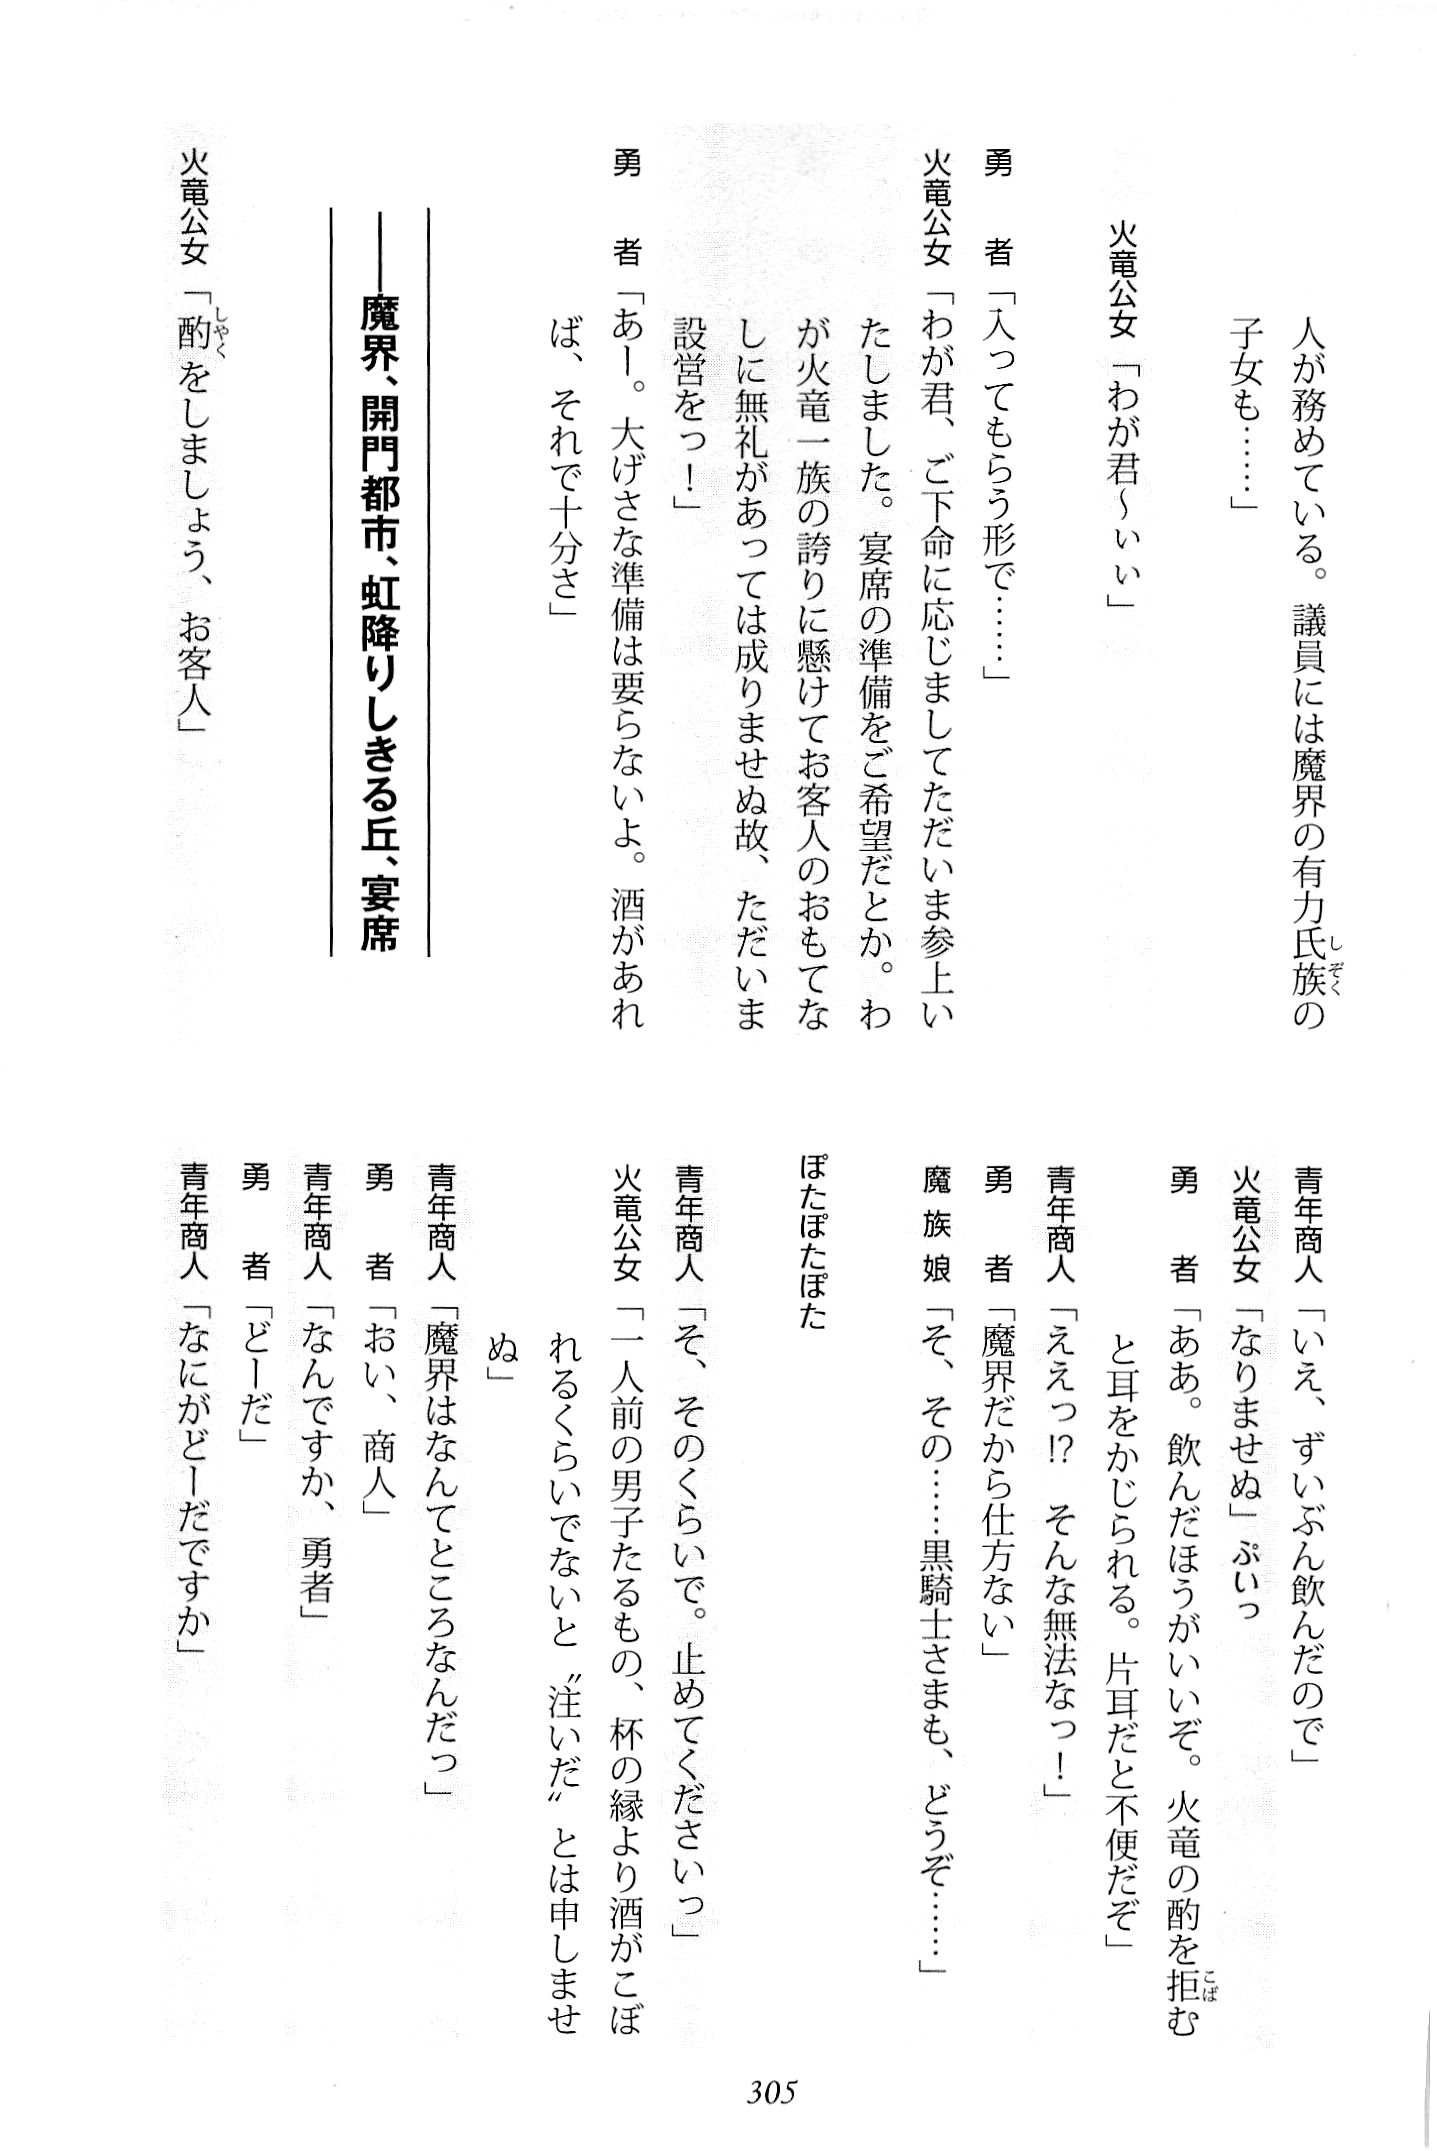 人が務めている。議員には魔界の有力氏族の
子女も……」
火竜公女「わが君～ぃぃ」
勇　者「入ってもらう形で……」
火竜公女「わが君、ご下命に応じましてただいま参上い
たしました。宴席の準備をご希望だとか。わ
が火竜一族の誇りに懸けてお客人のおもてな
しに無礼があっては成りませぬ故、ただいま
設営をっ！」
勇　者「あー。大げさな準備は要らないよ。酒があれ
ば、それで十分さ」
――魔界、開門都市、虹降りしきる丘、宴席
火竜公女「酌をしましょう、お客人」
青年商人「いえ、ずいぶん飲んだので」
火竜公女「なりませぬ」ぷいっ
勇　者「ああ。飲んだほうがいいぞ。火竜の酌を拒む
と耳をかじられる。片耳だと不便だぞ」
青年商人「ええっ!?　そんな無法なっ！」
勇　者「魔界だから仕方ない」
魔族娘「そ、その……黒騎士さまも、どうぞ……」
ぽたぽたぽた
青年商人「そ、そのくらいで。止めてくださいっ」
火竜公女「一人前の男子たるもの、杯の縁より酒がこぼ
れるくらいでないと〝注いだ〟とは申しませ
ぬ」
青年商人「魔界はなんてところなんだっ」
勇　者「おい、商人」
青年商人「なんですか、勇者」
勇　者「どーだ」
青年商人「なにがどーだですか」
305